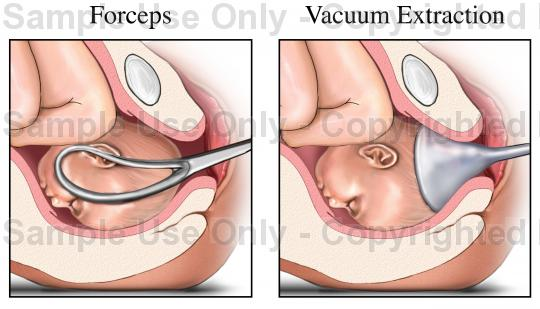 Forceps
Vacuum Extraction
Sample Use Only - Copyrighted
Sample Use Only - Copyrighted
Sample Use Only - Copyrighted